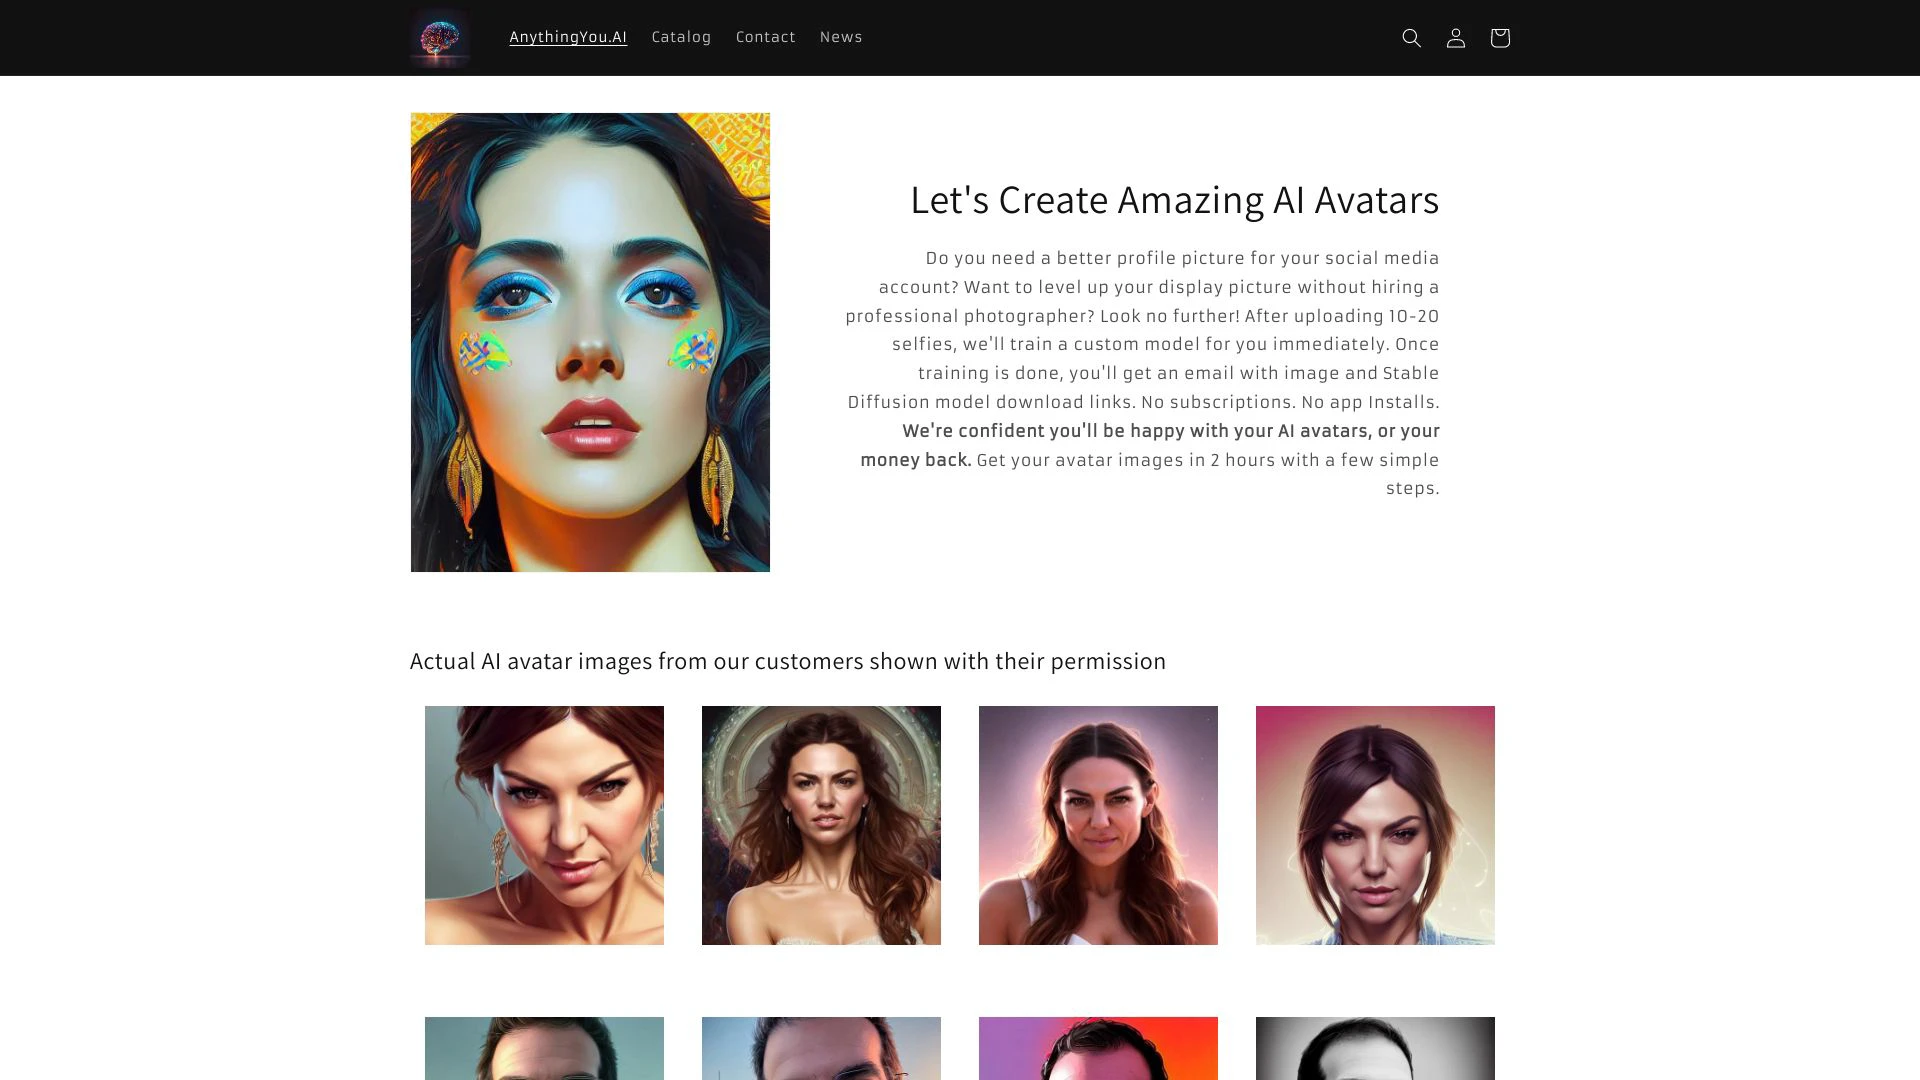 AnythingYou.AI
Catalog
Contact
News
Let's Create Amazing AI Avatars
Do you need a better profile picture for your social media
account? Want to level up your display picture without hiring a
professional photographer? Look no further! After uploading 10-20
selfies, we'll train a custom model for you immediately. Once
training is done, you'll get an email with image and Stable
Diffusion model download links. No subscriptions. No app Installs.
We're confident you'll be happy with your AI avatars, or your
money back. Get your avatar images in 2 hours with a few simple
steps.
Actual AI avatar images from our customers shown with their permission